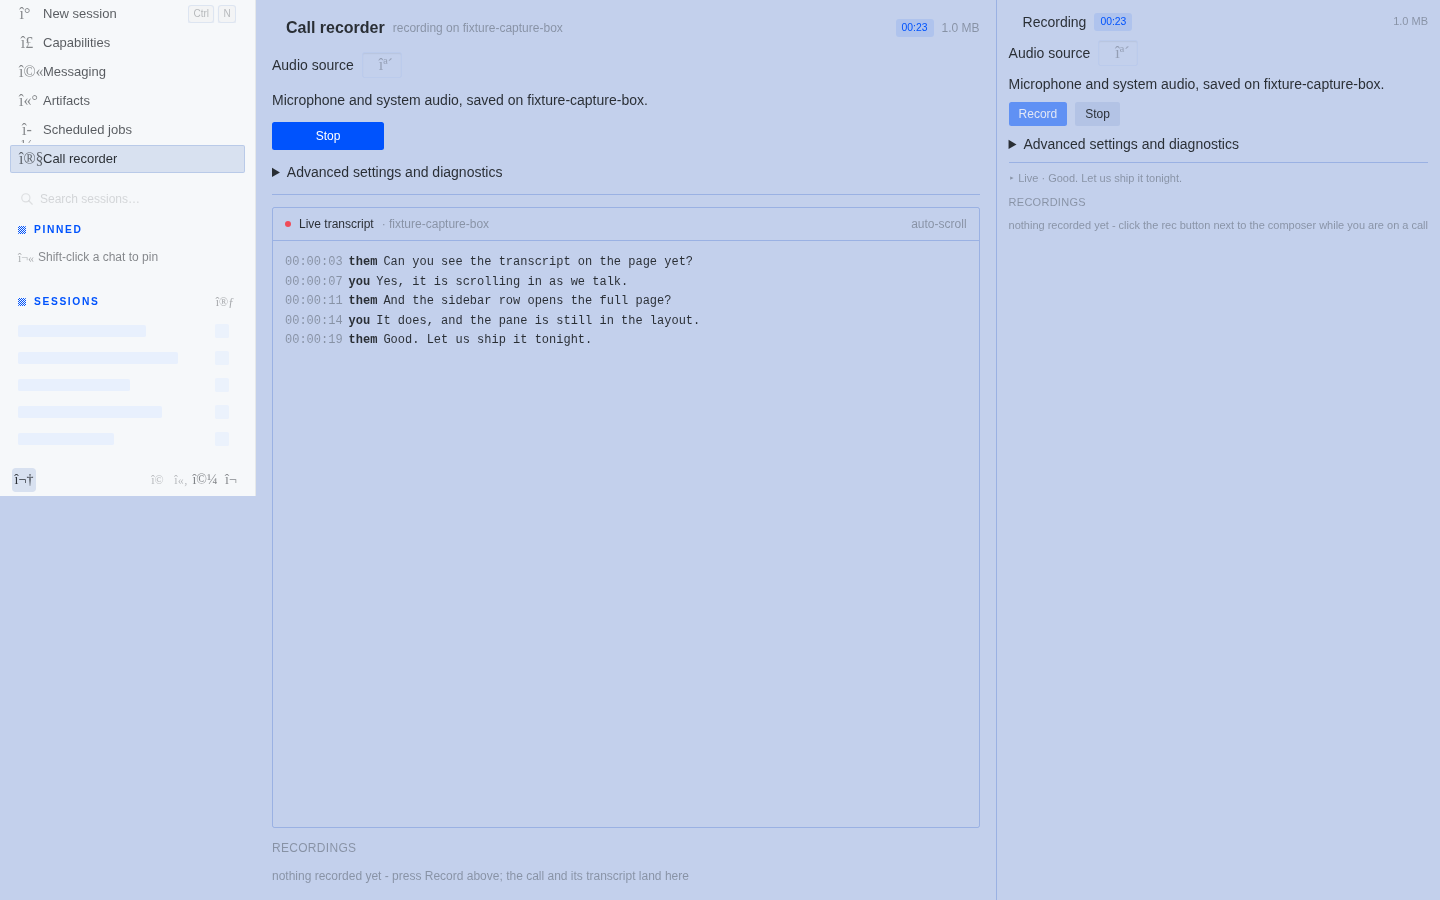 New session Ctrl N
Capabilities
Messaging
Artifacts
Scheduled jobs
Call recorder
Search sessions…
PINNED
Shift-click a chat to pin
SESSIONS
Call recorder recording on fixture-capture-box 00:23 1.0 MB
Audio source
Microphone and system audio, saved on fixture-capture-box.
Stop
Advanced settings and diagnostics
Live transcript · fixture-capture-box auto-scroll
00:00:03 them Can you see the transcript on the page yet?
00:00:07 you Yes, it is scrolling in as we talk.
00:00:11 them And the sidebar row opens the full page?
00:00:14 you It does, and the pane is still in the layout.
00:00:19 them Good. Let us ship it tonight.
RECORDINGS
nothing recorded yet - press Record above; the call and its transcript land here
Recording 00:23 1.0 MB
Audio source
Microphone and system audio, saved on fixture-capture-box.
Record Stop
Advanced settings and diagnostics
Live · Good. Let us ship it tonight.
RECORDINGS
nothing recorded yet - click the rec button next to the composer while you are on a call